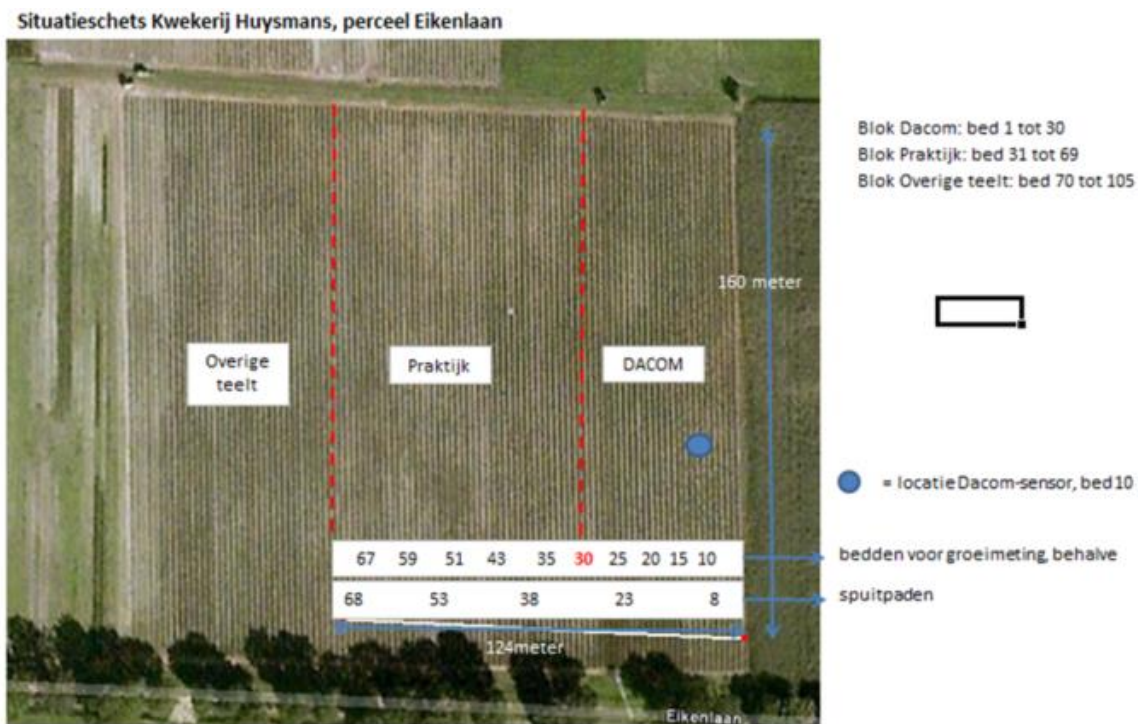 Situatieschets Kwekerij Huysmans, perceel Eikenlaan
Blok Dacom: bed 1 tot 30
Blok Praktijk: bed 31 tot 69
Blok Overige teelt: bed 70 tot 105
160 meter
Overige
teelt
Praktijk
DACOM
= locatie Dacom-sensor, bed 10
67 59 51 43 35 30 25 20 15 10
bedden voor groeimeting, behalve
68 53 38 23 8
spuitpaden
124meter
Eikenlaan